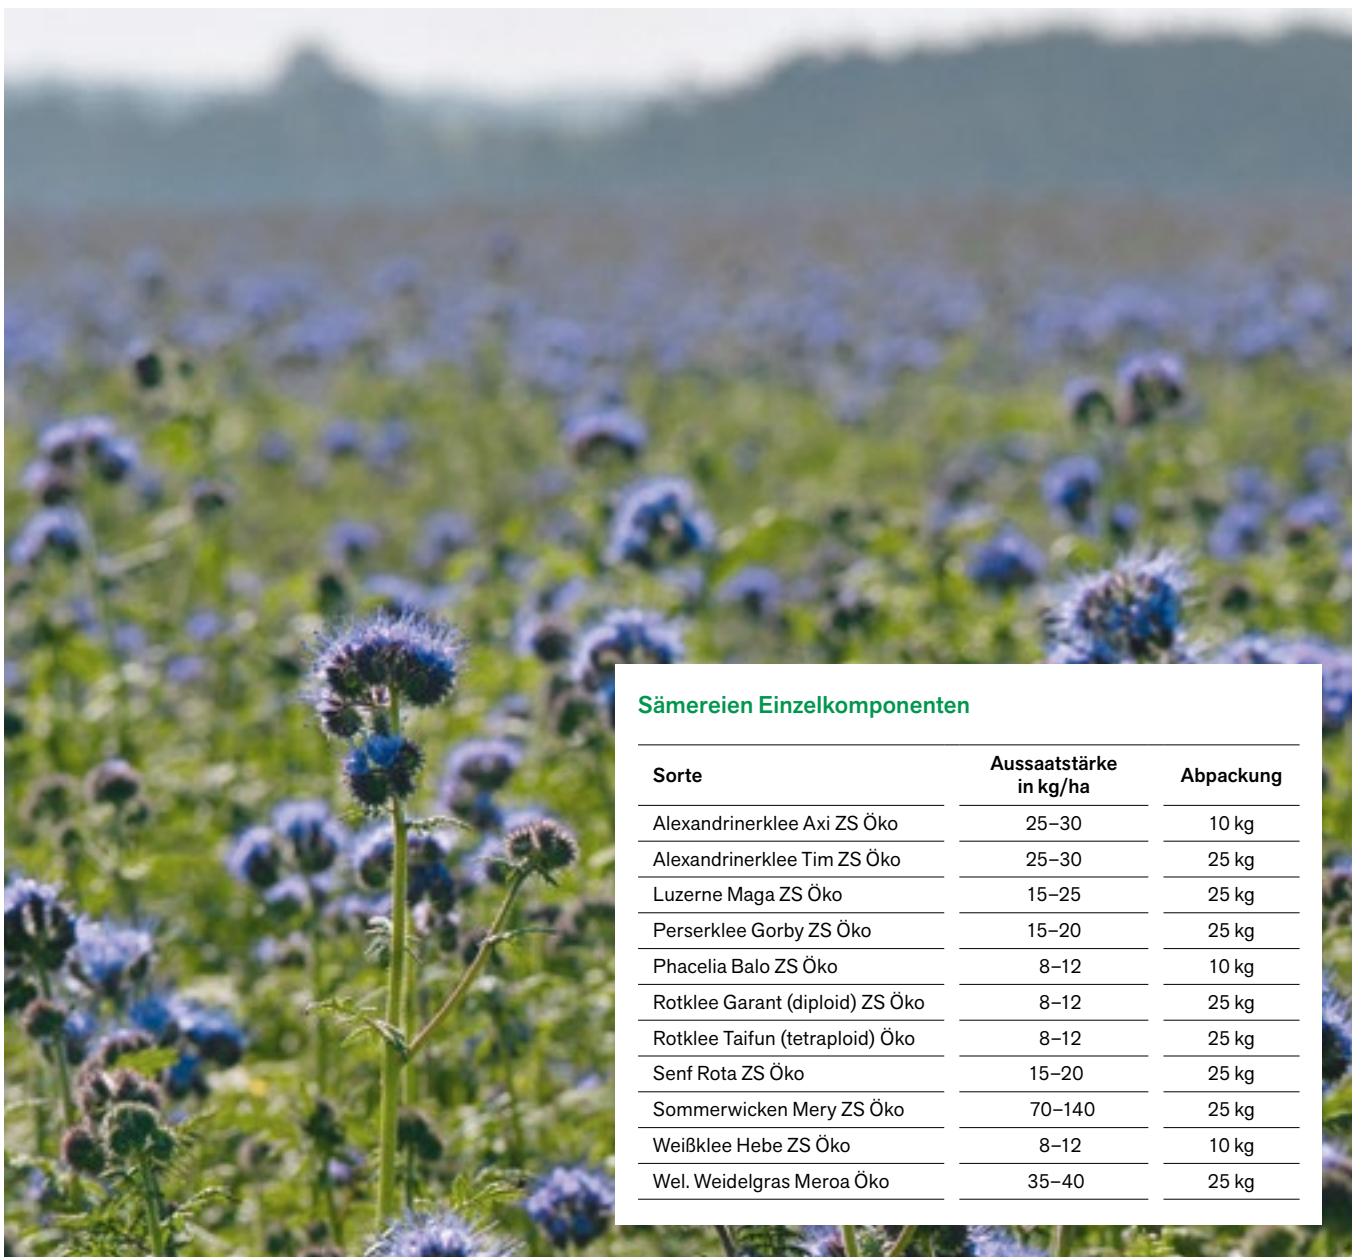 Sämereien Einzelkomponenten
Sorte Aussaatstärke in kg/ha Abpackung
Alexandrinerklee Axi ZS Öko 25–30 10 kg
Alexandrinerklee Tim ZS Öko 25–30 25 kg
Luzerne Maga ZS Öko 15–25 25 kg
Perserklee Gorby ZS Öko 15–20 25 kg
Phacelia Balo ZS Öko 8–12 10 kg
Rotklee Garant (diploid) ZS Öko 8–12 25 kg
Rotklee Taifun (tetraploid) Öko 8–12 25 kg
Senf Rota ZS Öko 15–20 25 kg
Sommerwicken Mery ZS Öko 70–140 25 kg
Weißklee Hebe ZS Öko 8–12 10 kg
Wel. Weidelgras Meroa Öko 35–40 25 kg